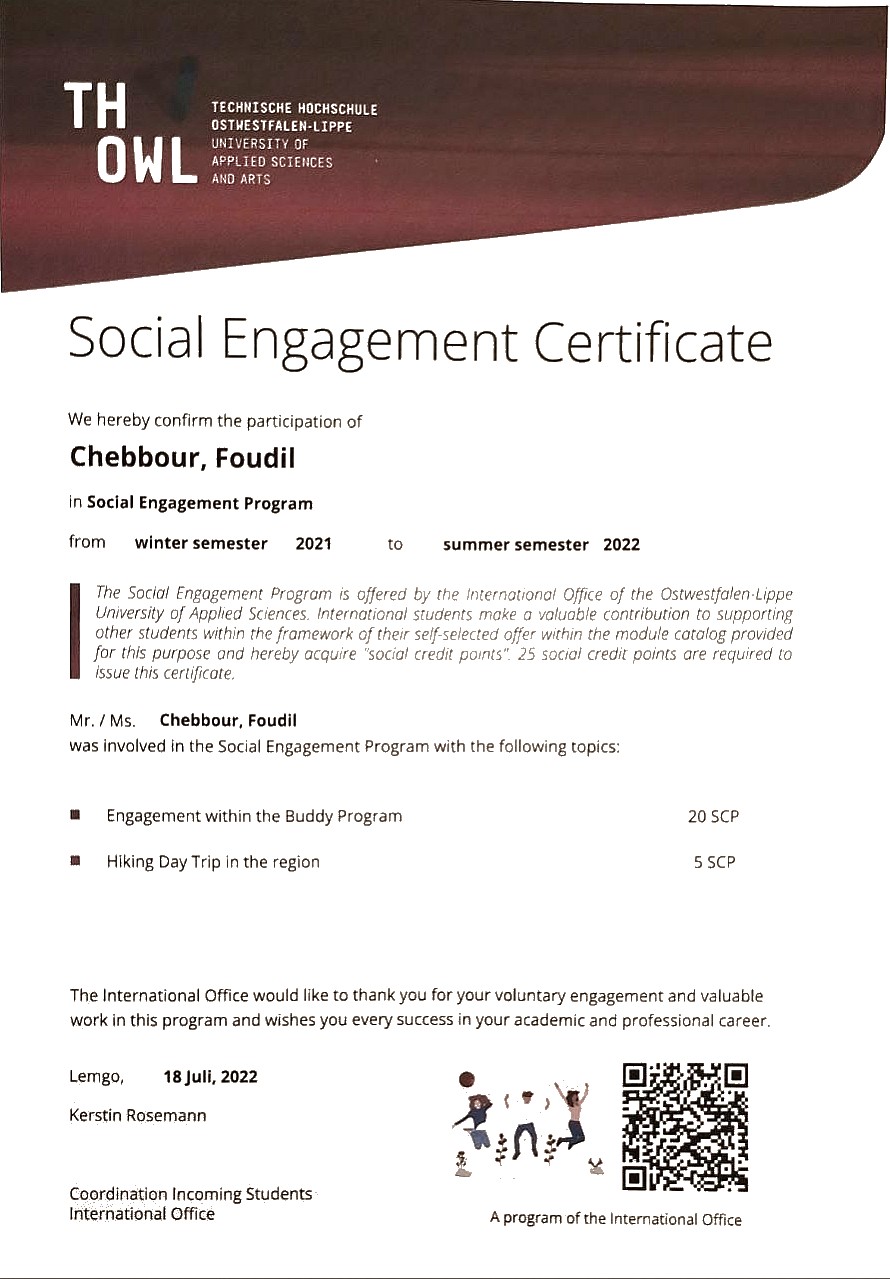 TH
OWL
TECHNISCHE HOCHSCHULE
OSTWESTFALEN-LIPPE
UNIVERSITY OF
APPLIED SCIENCES
AND ARTS
Social Engagement Certificate
We hereby confirm the participation of
Chebbour, Foudil
in Social Engagement Program
from winter semester 2021 to summer semester 2022
The Social Engagement Program is offered by the International Office of the Ostwestfalen-Lippe
University of Applied Sciences. International students make a valuable contribution to supporting
other students within the framework of their self-selected offer within the module catalog provided
for this purpose and hereby acquire "social credit points". 25 social credit points are required to
issue this certificate.
Mr. / Ms. Chebbour, Foudil
was involved in the Social Engagement Program with the following topics:
Engagement within the Buddy Program 20 SCP
Hiking Day Trip in the region 5 SCP
The International Office would like to thank you for your voluntary engagement and valuable
work in this program and wishes you every success in your academic and professional career.
Lemgo, 18 Juli, 2022
Kerstin Rosemann
Coordination Incoming Students
International Office
A program of the International Office